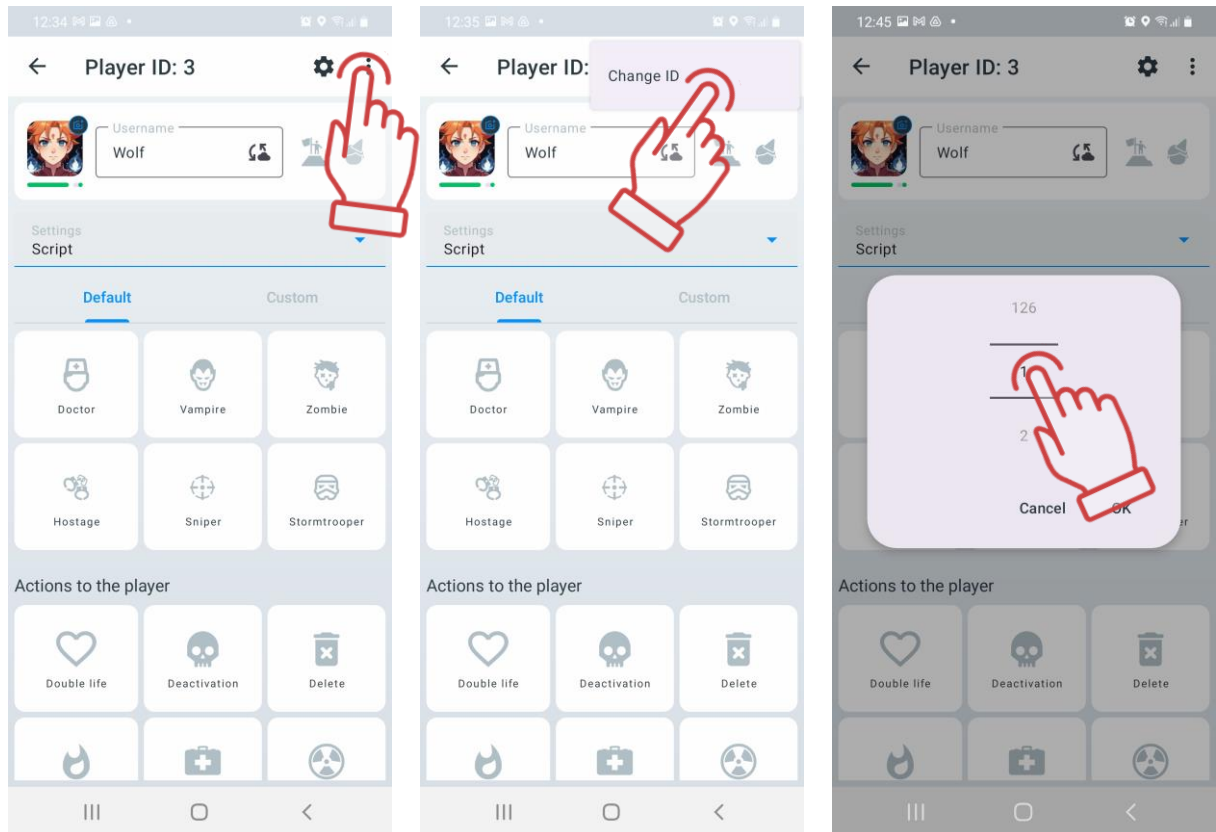 12:34
Player ID: 3
Username
Wolf
Settings
Script
Default Custom
Doctor Vampire Zombie
Hostage Sniper Stormtrooper
Actions to the player
Double life Deactivation Delete
12:35
Player ID:
Change ID
Username
Wolf
Settings
Script
Default Custom
Doctor Vampire Zombie
Hostage Sniper Stormtrooper
Actions to the player
Double life Deactivation Delete
12:45
Player ID: 3
Username
Wolf
Settings
Script
126
1
2
Cancel OK
er
Actions to the player
Double life Deactivation Delete